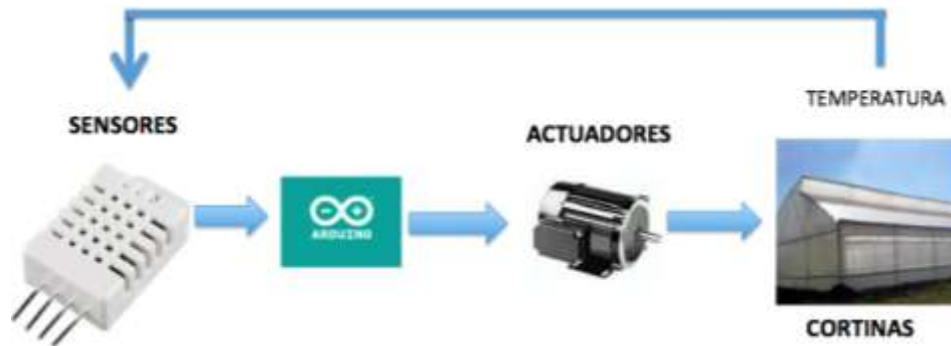 TEMPERATURA
SENSORES
ACTUADORES
ARDUINO
CORTINAS